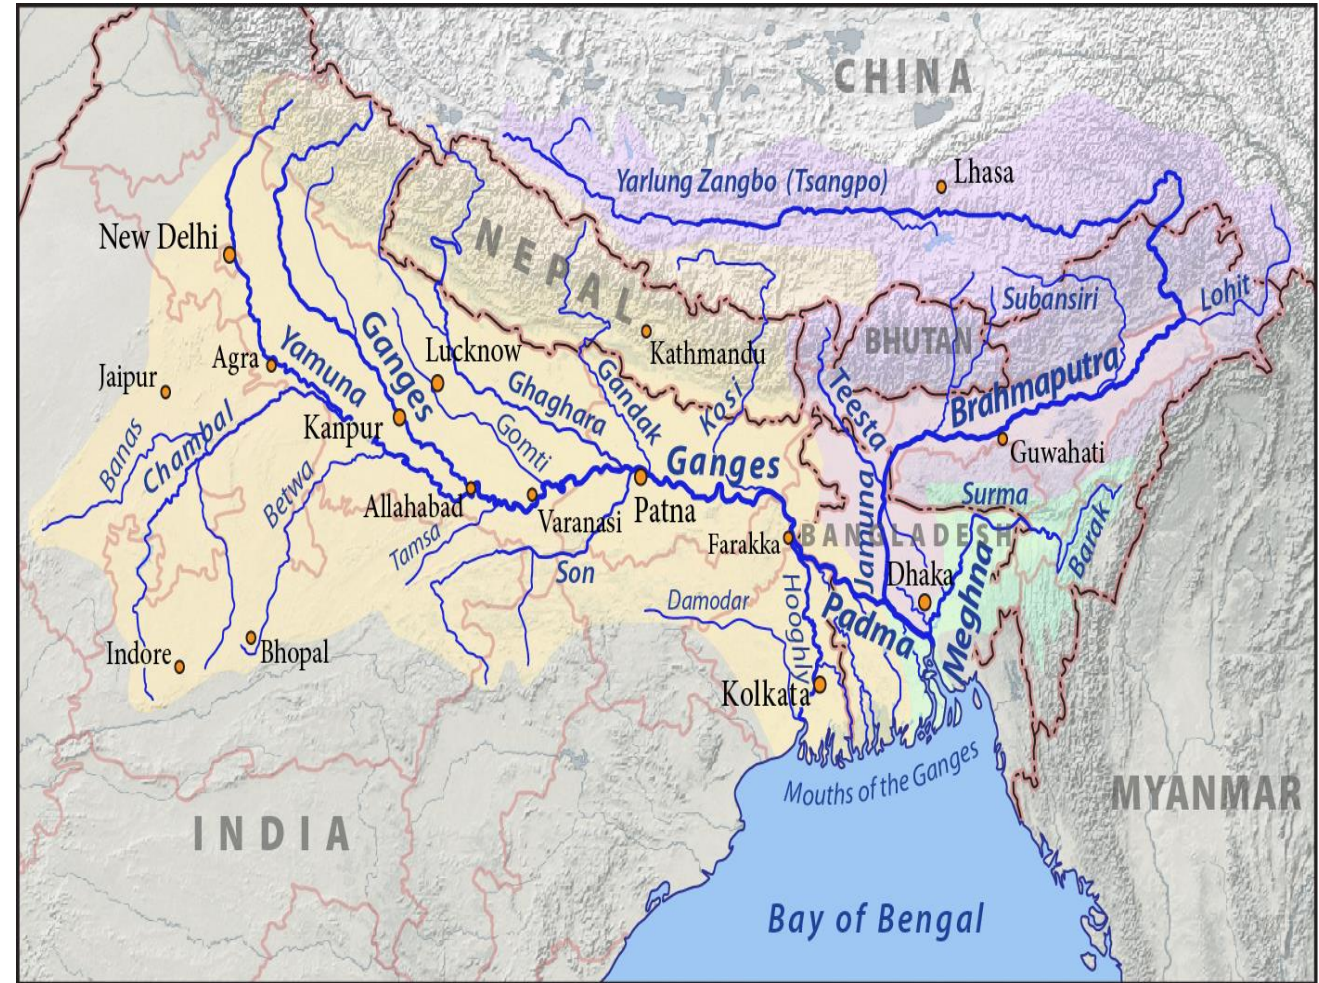 CHINA
Yarlung Zangbo (Tsangpo)
Lhasa
New Delhi
NEPAL
Subansiri
Lohit
BHUTAN
Kathmandu
Agra
Yamuna
Ganges
Lucknow
Jaipur
Ghaghara
Gandak
Kosi
Teesta
Brahmaputra
Banas
Chambal
Kanpur
Gomti
Ganges
Guwahati
Betwa
Allahabad
Varanasi
Patna
Surma
Jamuna
BANGLADESH
Farakka
Barak
Tamsa
Son
Dhaka
Meghna
Damodar
Hooghly
Padma
Indore
Bhopal
Kolkata
Mouths of the Ganges
MYANMAR
INDIA
Bay of Bengal